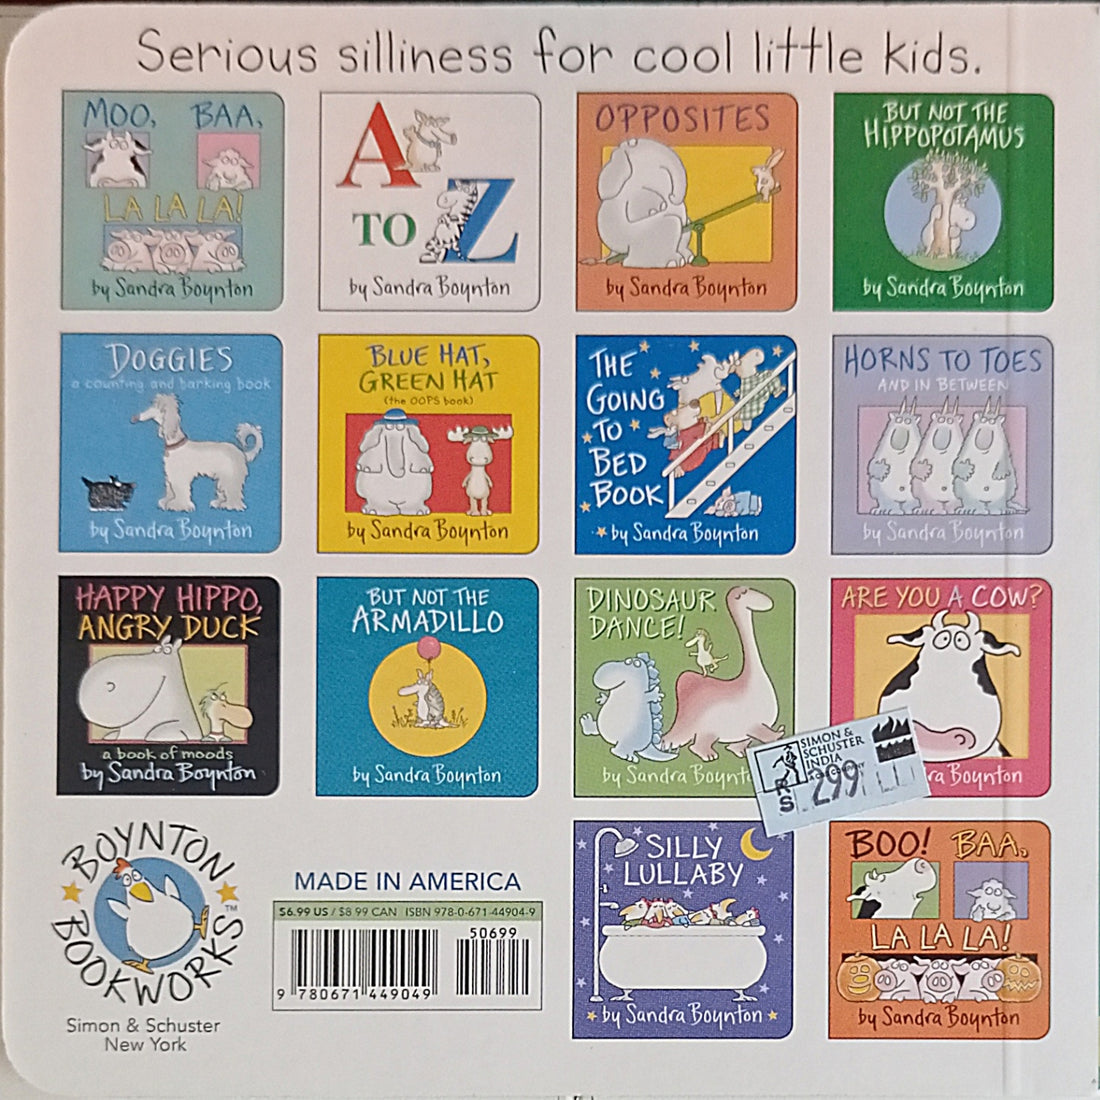 Serious silliness for cool little kids.
MOO, BAA,
LA LA LA!
by Sandra Boynton
A
TO
Z
by Sandra Boynton
OPPOSITES
by Sandra Boynton
BUT NOT THE
HIPPOPOTAMUS
by Sandra Boynton
DOGGIES
a counting and barking book
by Sandra Boynton
BLUE HAT,
GREEN HAT
(the OOPS book)
by Sandra Boynton
THE
GOING
TO
BED
BOOK
by Sandra Boynton
HORNS TO TOES
AND IN BETWEEN
by Sandra Boynton
HAPPY HIPPO,
ANGRY DUCK
a book of moods
by Sandra Boynton
BUT NOT THE
ARMADILLO
by Sandra Boynton
DINOSAUR
DANCE!
by Sandra Boynt
ARE YOU A COW?
ra Boynton
SIMON &
SCHUSTER
INDIA
RS 299
BOYNTON
BOOKWORKS™
Simon & Schuster
New York
MADE IN AMERICA
$6.99 US / $8.99 CAN ISBN 978-0-671-44904-9
50699
9 780671 449049
SILLY
LULLABY
by Sandra Boynton
BOO! BAA,
LA LA LA!
by Sandra Boynton